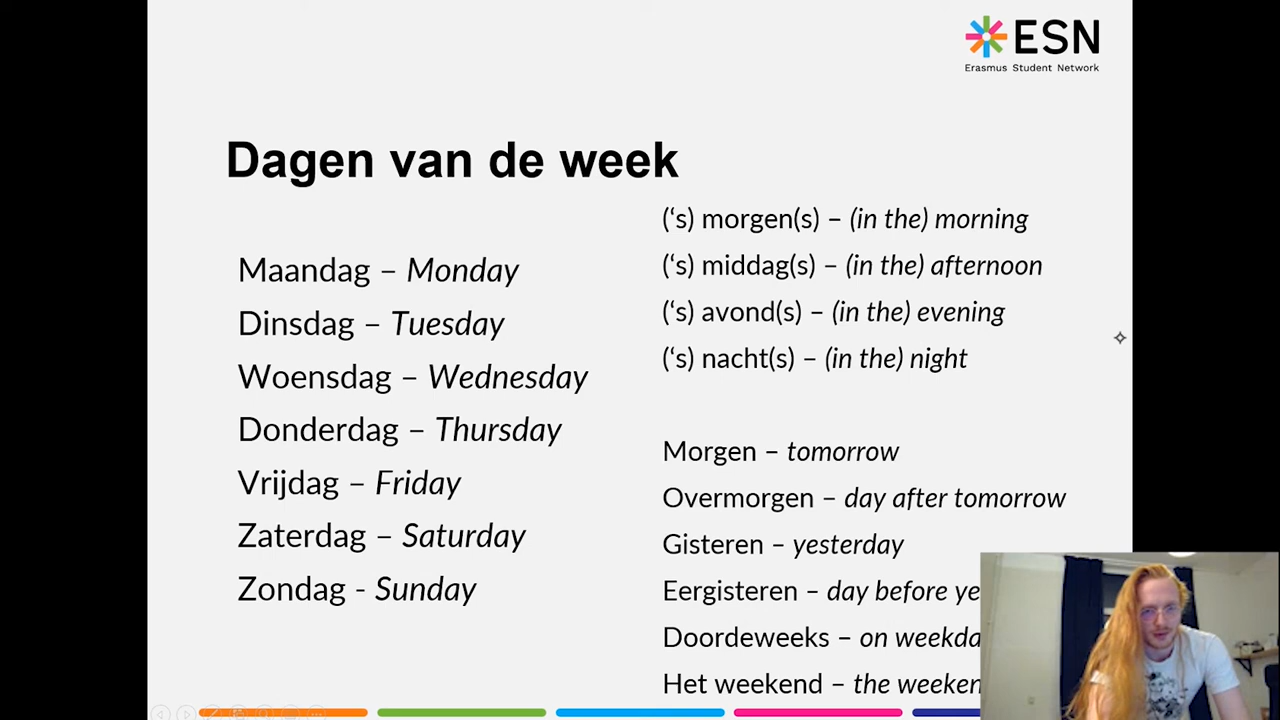 ESN
Erasmus Student Network
Dagen van de week
Maandag – Monday
Dinsdag – Tuesday
Woensdag – Wednesday
Donderdag – Thursday
Vrijdag – Friday
Zaterdag – Saturday
Zondag - Sunday
(‘s) morgen(s) – (in the) morning
(‘s) middag(s) – (in the) afternoon
(‘s) avond(s) – (in the) evening
(‘s) nacht(s) – (in the) night
Morgen – tomorrow
Overmorgen – day after tomorrow
Gisteren – yesterday
Eergisteren – day before ye
Doordeweeks – on weekda
Het weekend – the weeken